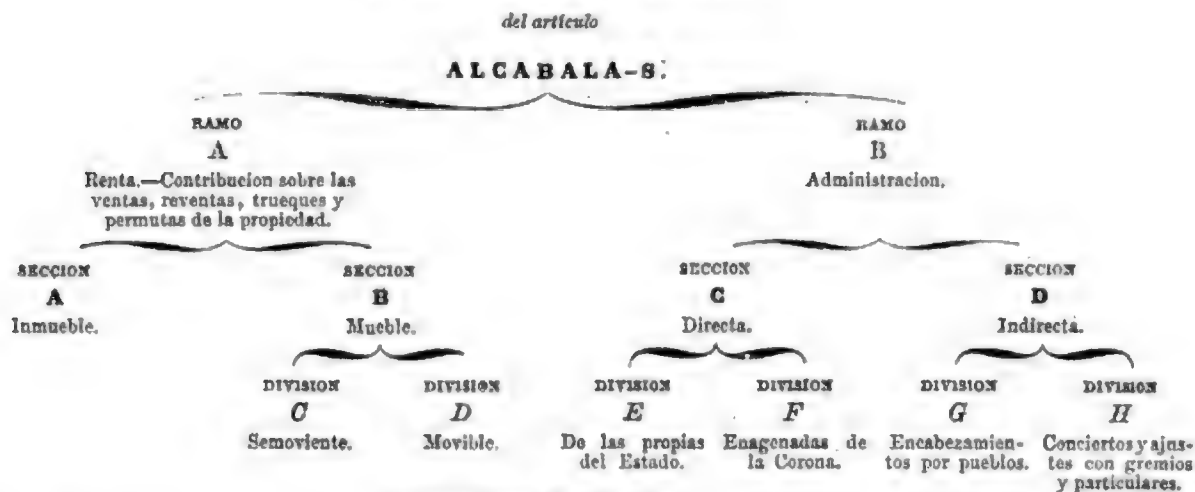 del artículo
ALCABALA-S.
RAMO
A
Renta.—Contribucion sobre las
ventas, reventas, trueques y
permutas de la propiedad.
RAMO
B
Administracion.
SECCION
A
Inmueble.
SECCION
B
Mueble.
SECCION
C
Directa.
SECCION
D
Indirecta.
DIVISION
C
Semoviente.
DIVISION
D
Movible.
DIVISION
E
De las propias
del Estado.
DIVISION
F
Enagenadas de
la Corona.
DIVISION
G
Encabezamien-
tos por pueblos.
DIVISION
H
Conciertos y ajus-
tes con gremios
y particulares.